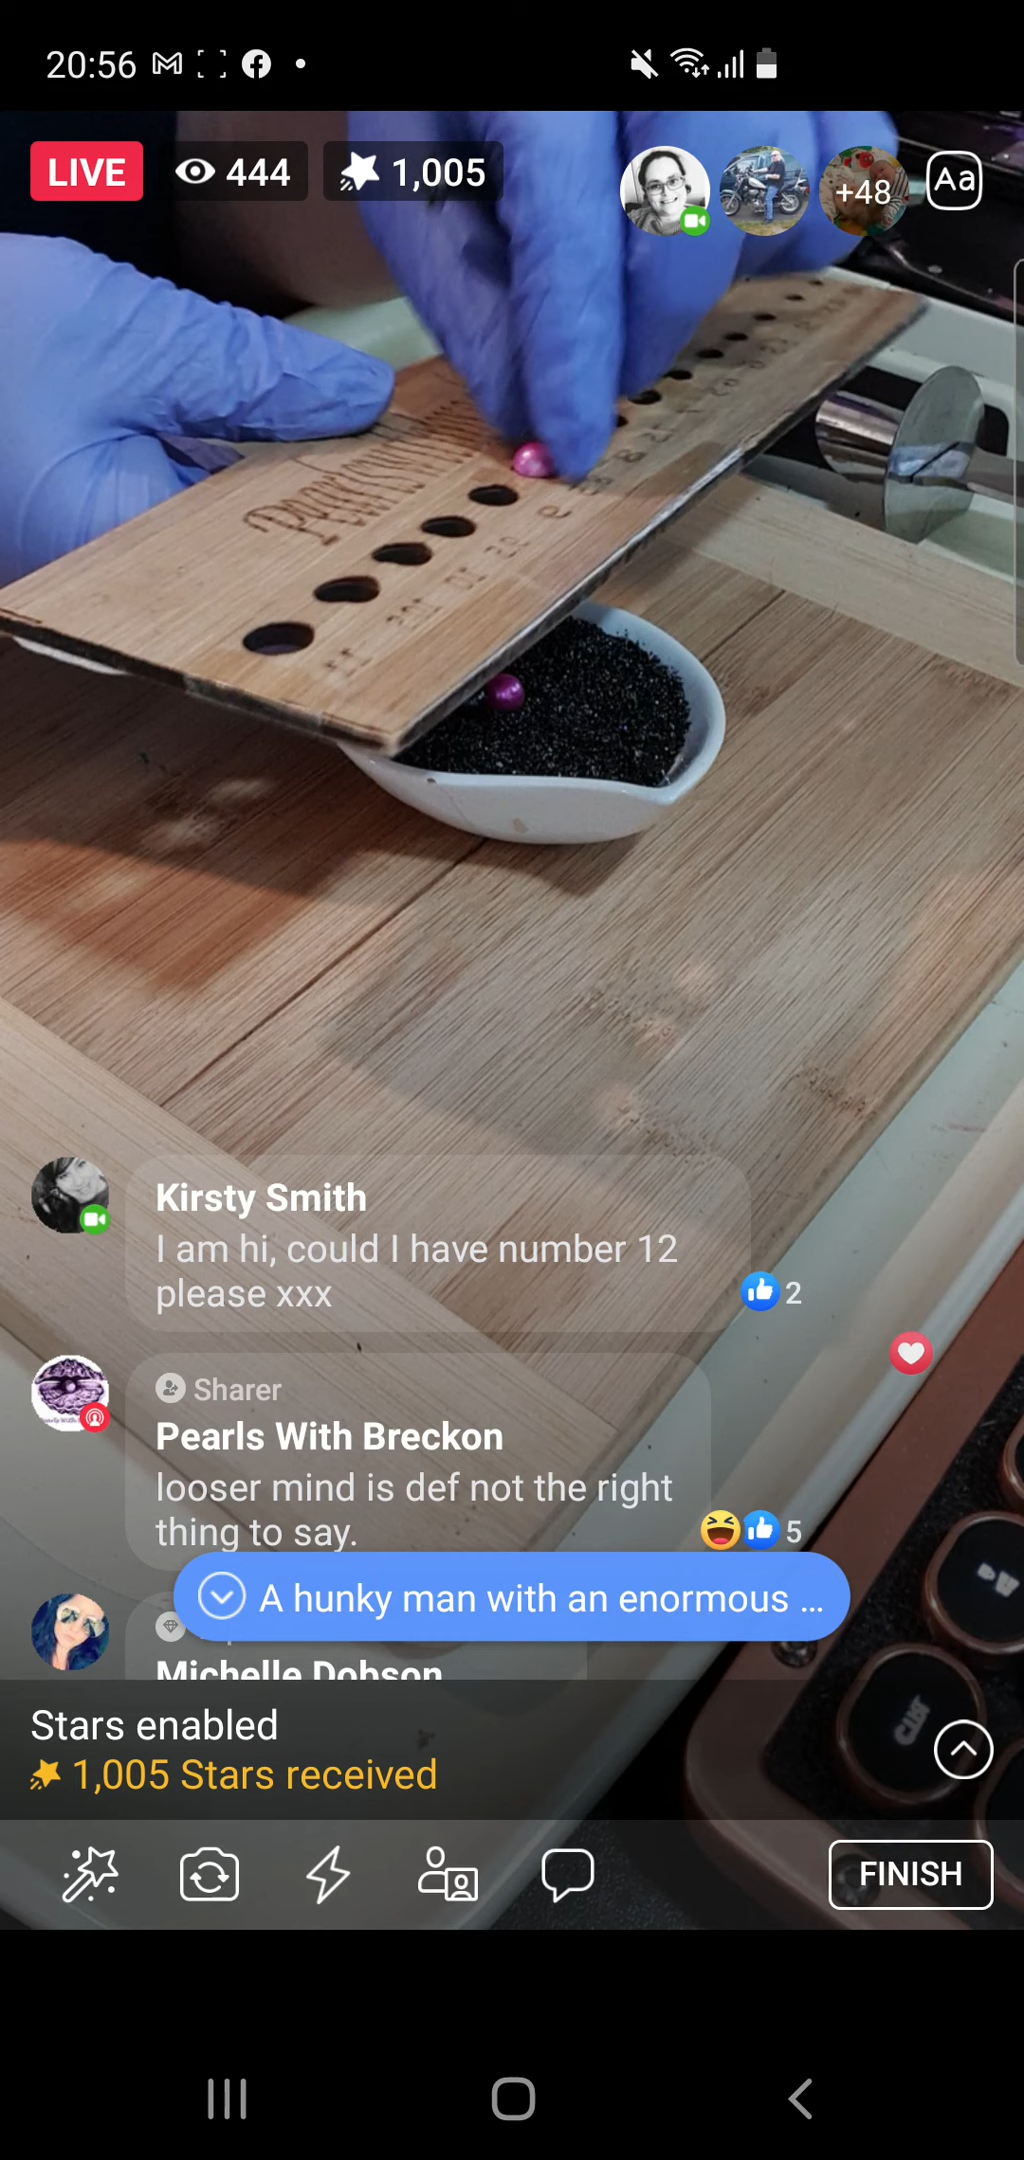 20:56
LIVE
444
1,005
+48
Aa
Kirsty Smith
I am hi, could I have number 12
please xxx
2
Sharer
Pearls With Breckon
looser mind is def not the right
thing to say.
5
A hunky man with an enormous ...
Michelle Dobson
Stars enabled
1,005 Stars received
FINISH